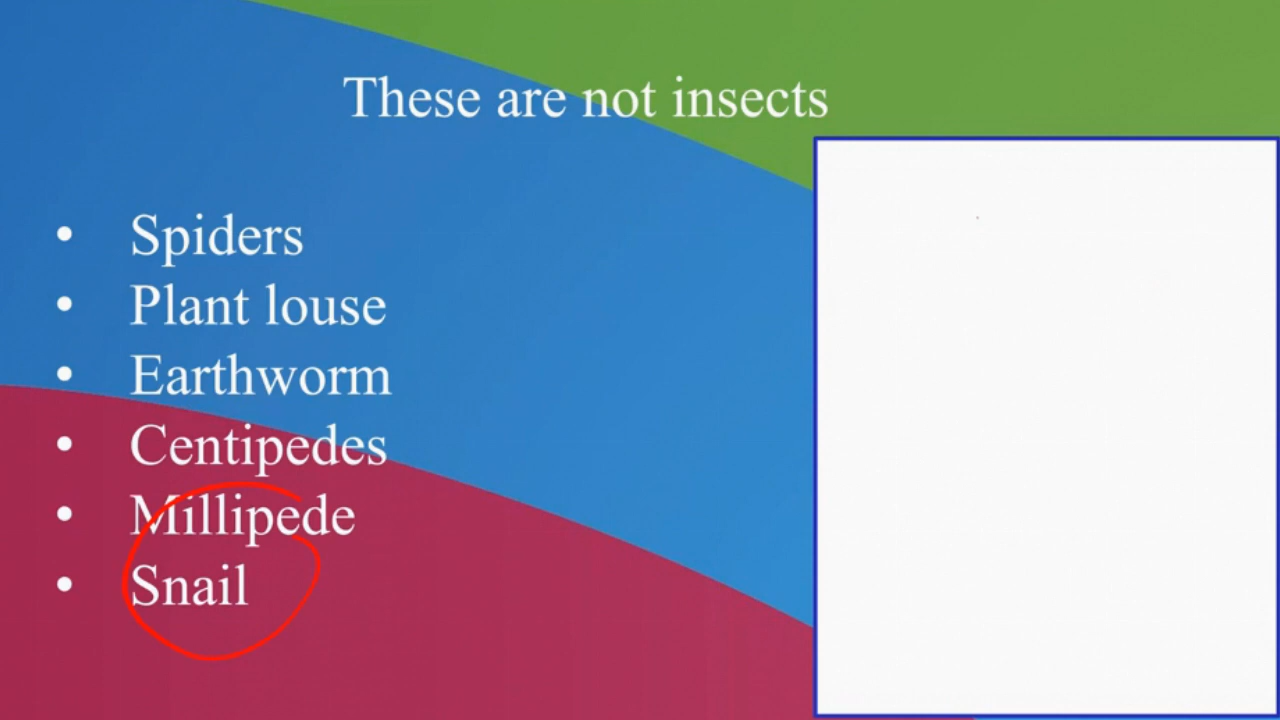 These are not insects
• Spiders
• Plant louse
• Earthworm
• Centipedes
• Millipede
• Snail